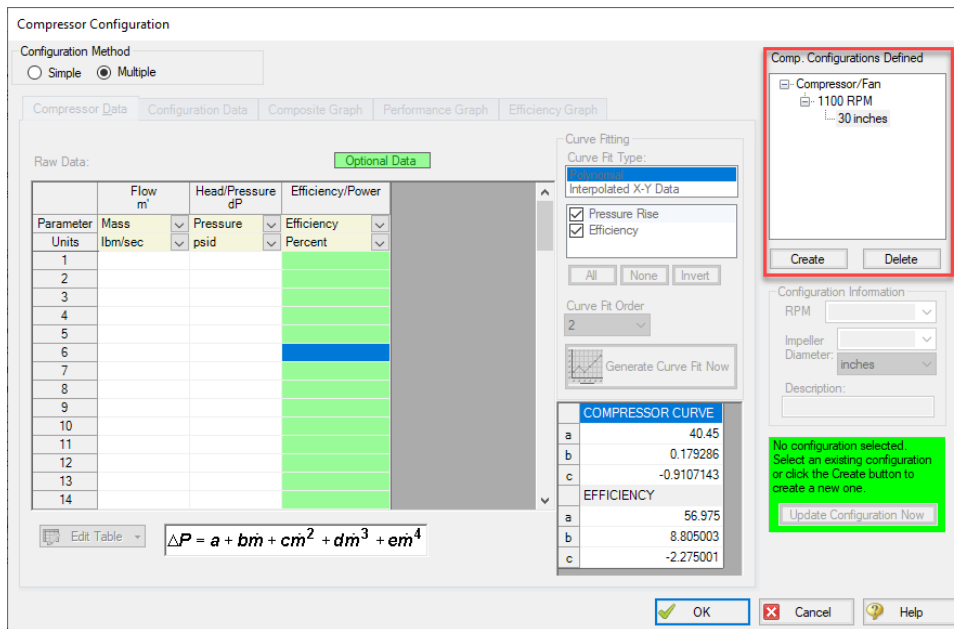 Compressor Configuration
Configuration Method
Simple Multiple
Compressor Data Configuration Data Composite Graph Performance Graph Efficiency Graph
Raw Data:
Optional Data
Flow Head/Pressure Efficiency/Power
m' dP
Parameter Mass Pressure Efficiency
Units lbm/sec psid Percent
1
2
3
4
5
6
7
8
9
10
11
12
13
14
Edit Table
ΔP = a + bṁ + cṁ² + dṁ³ + eṁ⁴
Curve Fitting
Curve Fit Type:
Polynomial
Interpolated X-Y Data
Pressure Rise
Efficiency
All None Invert
Curve Fit Order
2
Generate Curve Fit Now
COMPRESSOR CURVE
a 40.45
b 0.179286
c -0.9107143
EFFICIENCY
a 56.975
b 8.805003
c -2.275001
Comp. Configurations Defined
Compressor/Fan
1100 RPM
30 inches
Create Delete
Configuration Information
RPM
Impeller
Diameter:
inches
Description:
No configuration selected.
Select an existing configuration
or click the Create button to
create a new one.
Update Configuration Now
OK Cancel Help